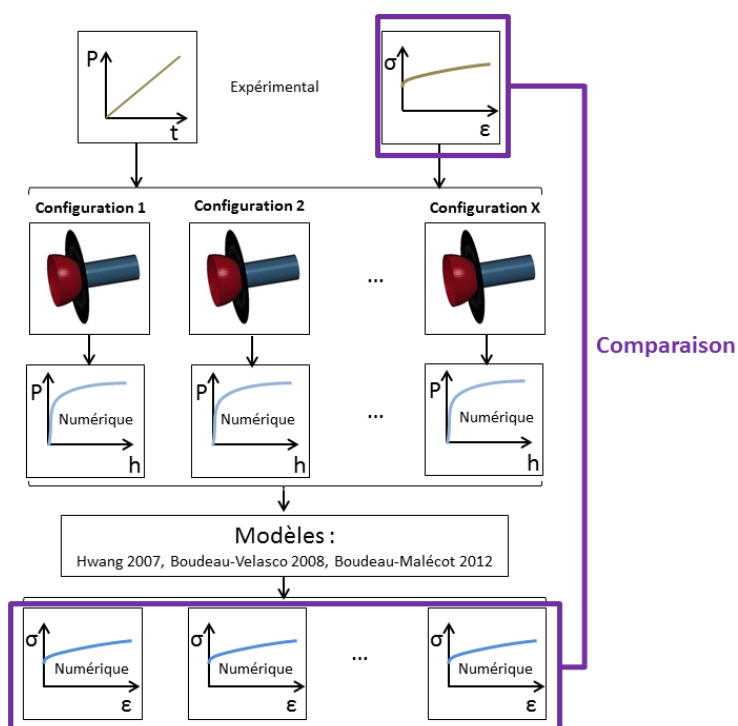 P
t
Expérimental
σ
ε
Configuration 1
Configuration 2
Configuration X
...
P
Numérique
h
P
Numérique
h
...
P
Numérique
h
Comparaison
Modèles :
Hwang 2007, Boudeau-Velasco 2008, Boudeau-Malécot 2012
σ
Numérique
ε
σ
Numérique
ε
...
σ
Numérique
ε